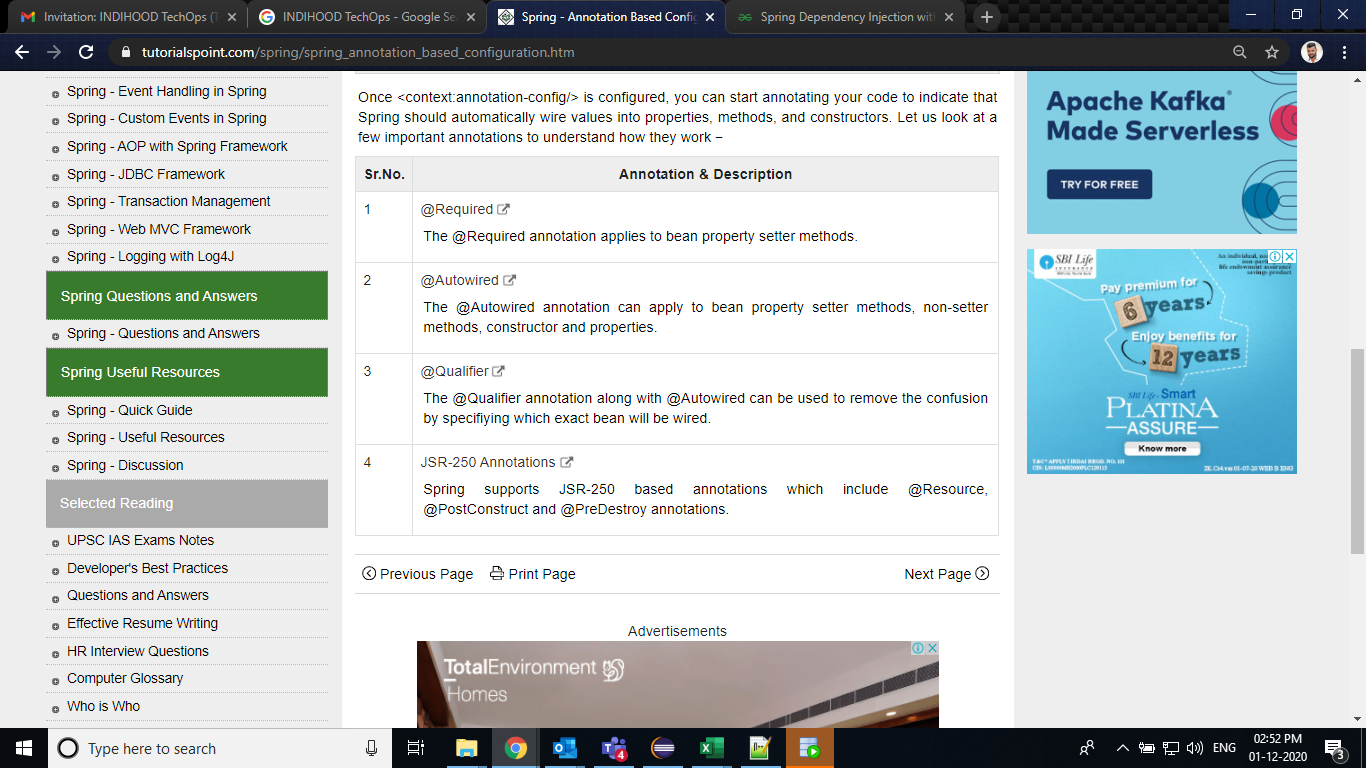 Invitation: INDIHOOD TechOps (T
INDIHOOD TechOps - Google Se
Spring - Annotation Based Config
Spring Dependency Injection with
tutorialspoint.com/spring/spring_annotation_based_configuration.htm
Spring - Event Handling in Spring
Spring - Custom Events in Spring
Spring - AOP with Spring Framework
Spring - JDBC Framework
Spring - Transaction Management
Spring - Web MVC Framework
Spring - Logging with Log4J
Spring Questions and Answers
Spring - Questions and Answers
Spring Useful Resources
Spring - Quick Guide
Spring - Useful Resources
Spring - Discussion
Selected Reading
UPSC IAS Exams Notes
Developer's Best Practices
Questions and Answers
Effective Resume Writing
HR Interview Questions
Computer Glossary
Who is Who
Once <context:annotation-config/> is configured, you can start annotating your code to indicate that
Spring should automatically wire values into properties, methods, and constructors. Let us look at a
few important annotations to understand how they work −
Sr.No. Annotation & Description
1 @Required
The @Required annotation applies to bean property setter methods.
2 @Autowired
The @Autowired annotation can apply to bean property setter methods, non-setter
methods, constructor and properties.
3 @Qualifier
The @Qualifier annotation along with @Autowired can be used to remove the confusion
by specifiying which exact bean will be wired.
4 JSR-250 Annotations
Spring supports JSR-250 based annotations which include @Resource,
@PostConstruct and @PreDestroy annotations.
Previous Page Print Page Next Page
Advertisements
TotalEnvironment
Homes
Apache Kafka®
Made Serverless
TRY FOR FREE
SBI Life
INSURANCE
An individual,
life endowment assurance
savings product
Pay premium for
6 years
Enjoy benefits for
12 years
SBI Life - Smart
PLATINA
ASSURE
Know more
Type here to search
4
ENG
02:52 PM
01-12-2020
3